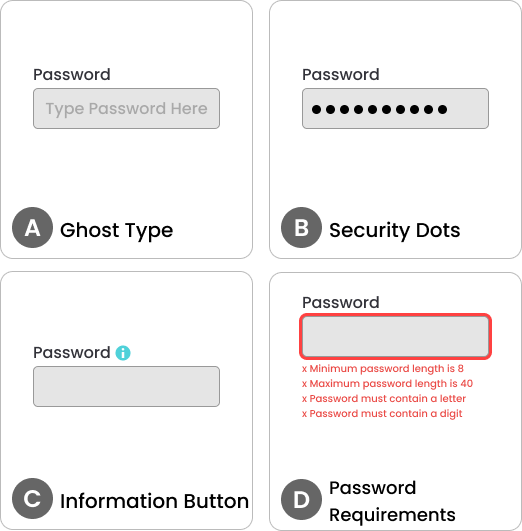 Password
Type Password Here
A Ghost Type
Password
●●●●●●●●●●
B Security Dots
Password i
C Information Button
Password
x Minimum password length is 8
x Maximum password length is 40
x Password must contain a letter
x Password must contain a digit
D Password
Requirements